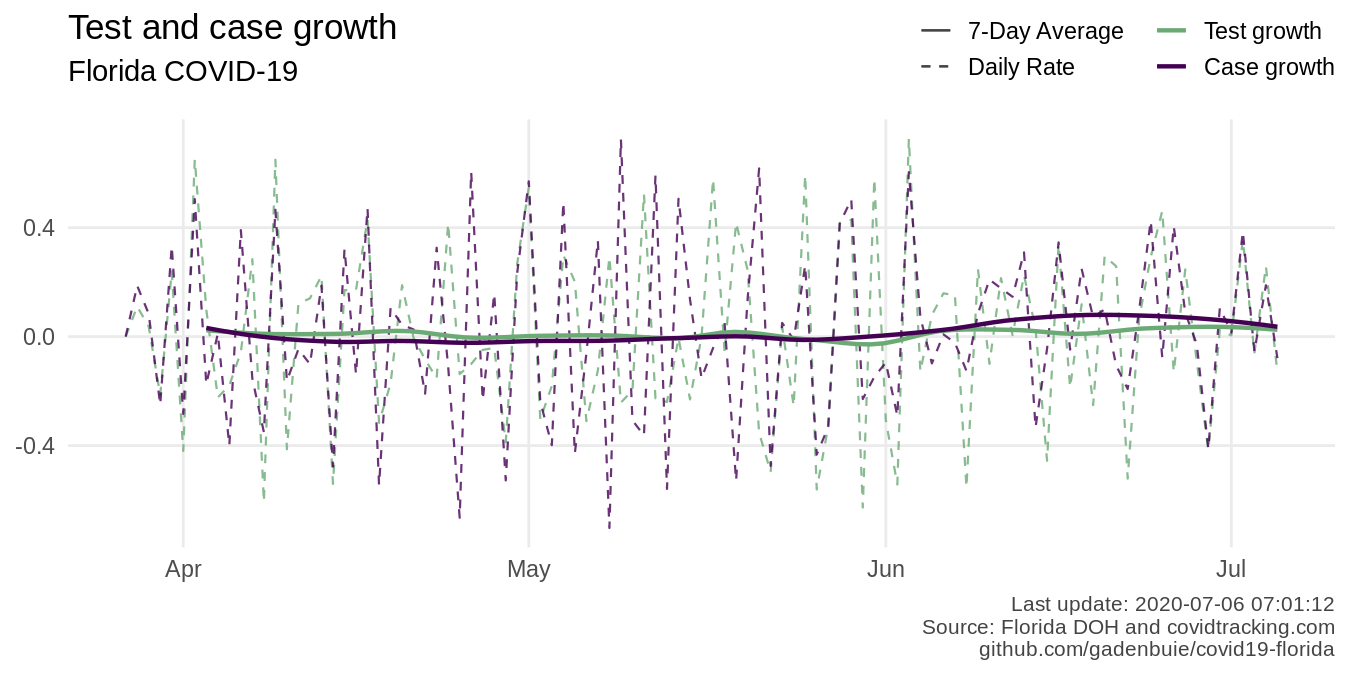 Test and case growth
Florida COVID-19
7-Day Average
Test growth
Daily Rate
Case growth
0.4
0.0
-0.4
Apr
May
Jun
Jul
Last update: 2020-07-06 07:01:12
Source: Florida DOH and covidtracking.com
github.com/gadenbuie/covid19-florida